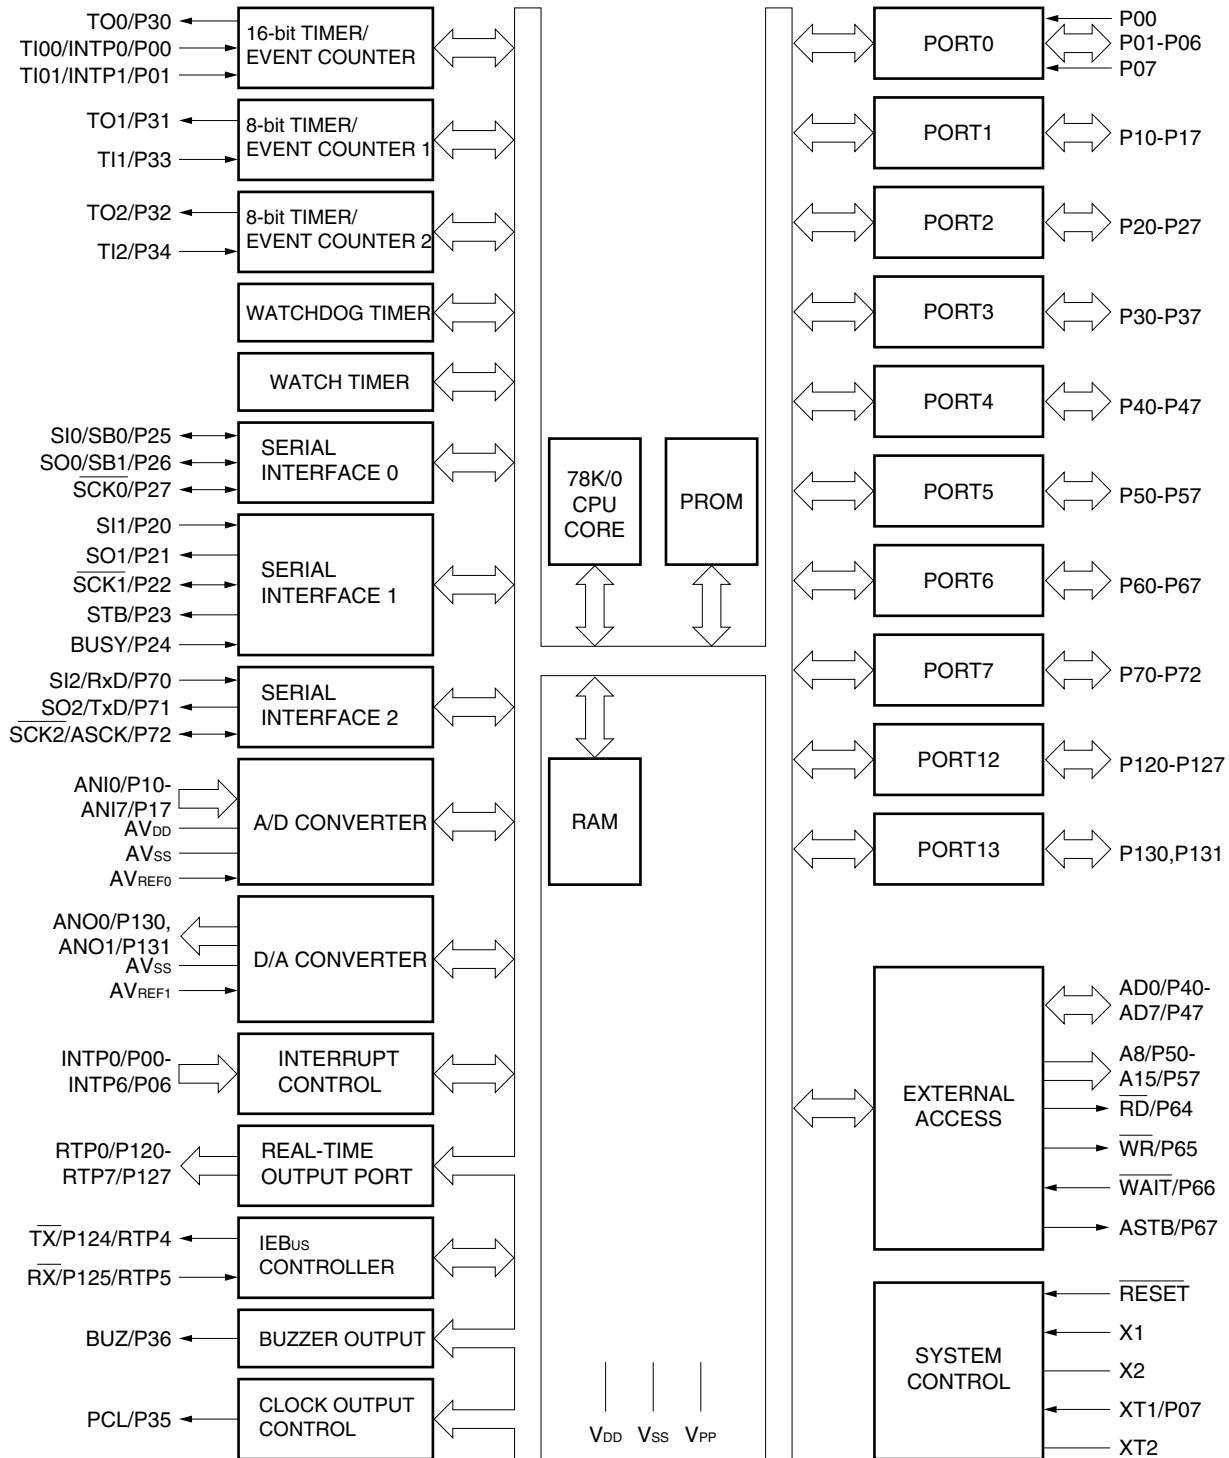 TO0/P30
TI00/INTP0/P00
TI01/INTP1/P01
16-bit TIMER/
EVENT COUNTER
TO1/P31
TI1/P33
8-bit TIMER/
EVENT COUNTER 1
TO2/P32
TI2/P34
8-bit TIMER/
EVENT COUNTER 2
WATCHDOG TIMER
WATCH TIMER
SI0/SB0/P25
SO0/SB1/P26
SCK0/P27
SERIAL
INTERFACE 0
SI1/P20
SO1/P21
SCK1/P22
STB/P23
BUSY/P24
SERIAL
INTERFACE 1
SI2/RxD/P70
SO2/TxD/P71
SCK2/ASCK/P72
SERIAL
INTERFACE 2
ANI0/P10-
ANI7/P17
AVDD
AVSS
AVREF0
A/D CONVERTER
ANO0/P130,
ANO1/P131
AVSS
AVREF1
D/A CONVERTER
INTP0/P00-
INTP6/P06
INTERRUPT
CONTROL
RTP0/P120-
RTP7/P127
REAL-TIME
OUTPUT PORT
TX/P124/RTP4
RX/P125/RTP5
IEBUS
CONTROLLER
BUZ/P36
BUZZER OUTPUT
PCL/P35
CLOCK OUTPUT
CONTROL
78K/0
CPU
CORE
PROM
RAM
VDD
VSS
VPP
PORT0
P00
P01-P06
P07
PORT1
P10-P17
PORT2
P20-P27
PORT3
P30-P37
PORT4
P40-P47
PORT5
P50-P57
PORT6
P60-P67
PORT7
P70-P72
PORT12
P120-P127
PORT13
P130,P131
EXTERNAL
ACCESS
AD0/P40-
AD7/P47
A8/P50-
A15/P57
RD/P64
WR/P65
WAIT/P66
ASTB/P67
SYSTEM
CONTROL
RESET
X1
X2
XT1/P07
XT2